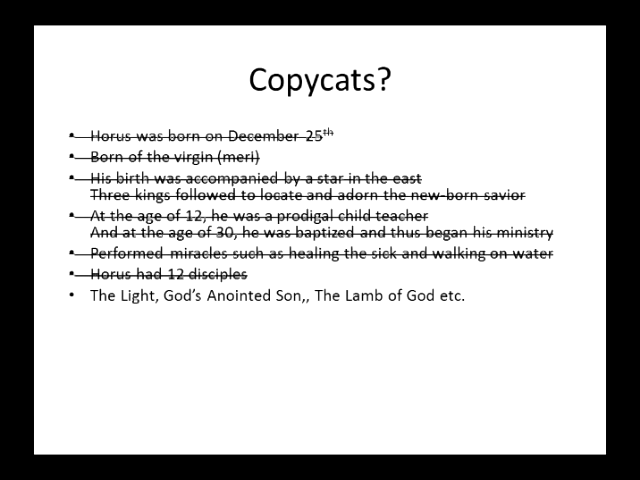 Copycats?
• Horus was born on December 25th
• Born of the virgin (meri)
• His birth was accompanied by a star in the east
Three kings followed to locate and adorn the new-born savior
• At the age of 12, he was a prodigal child teacher
And at the age of 30, he was baptized and thus began his ministry
• Performed miracles such as healing the sick and walking on water
• Horus had 12 disciples
• The Light, God's Anointed Son,, The Lamb of God etc.